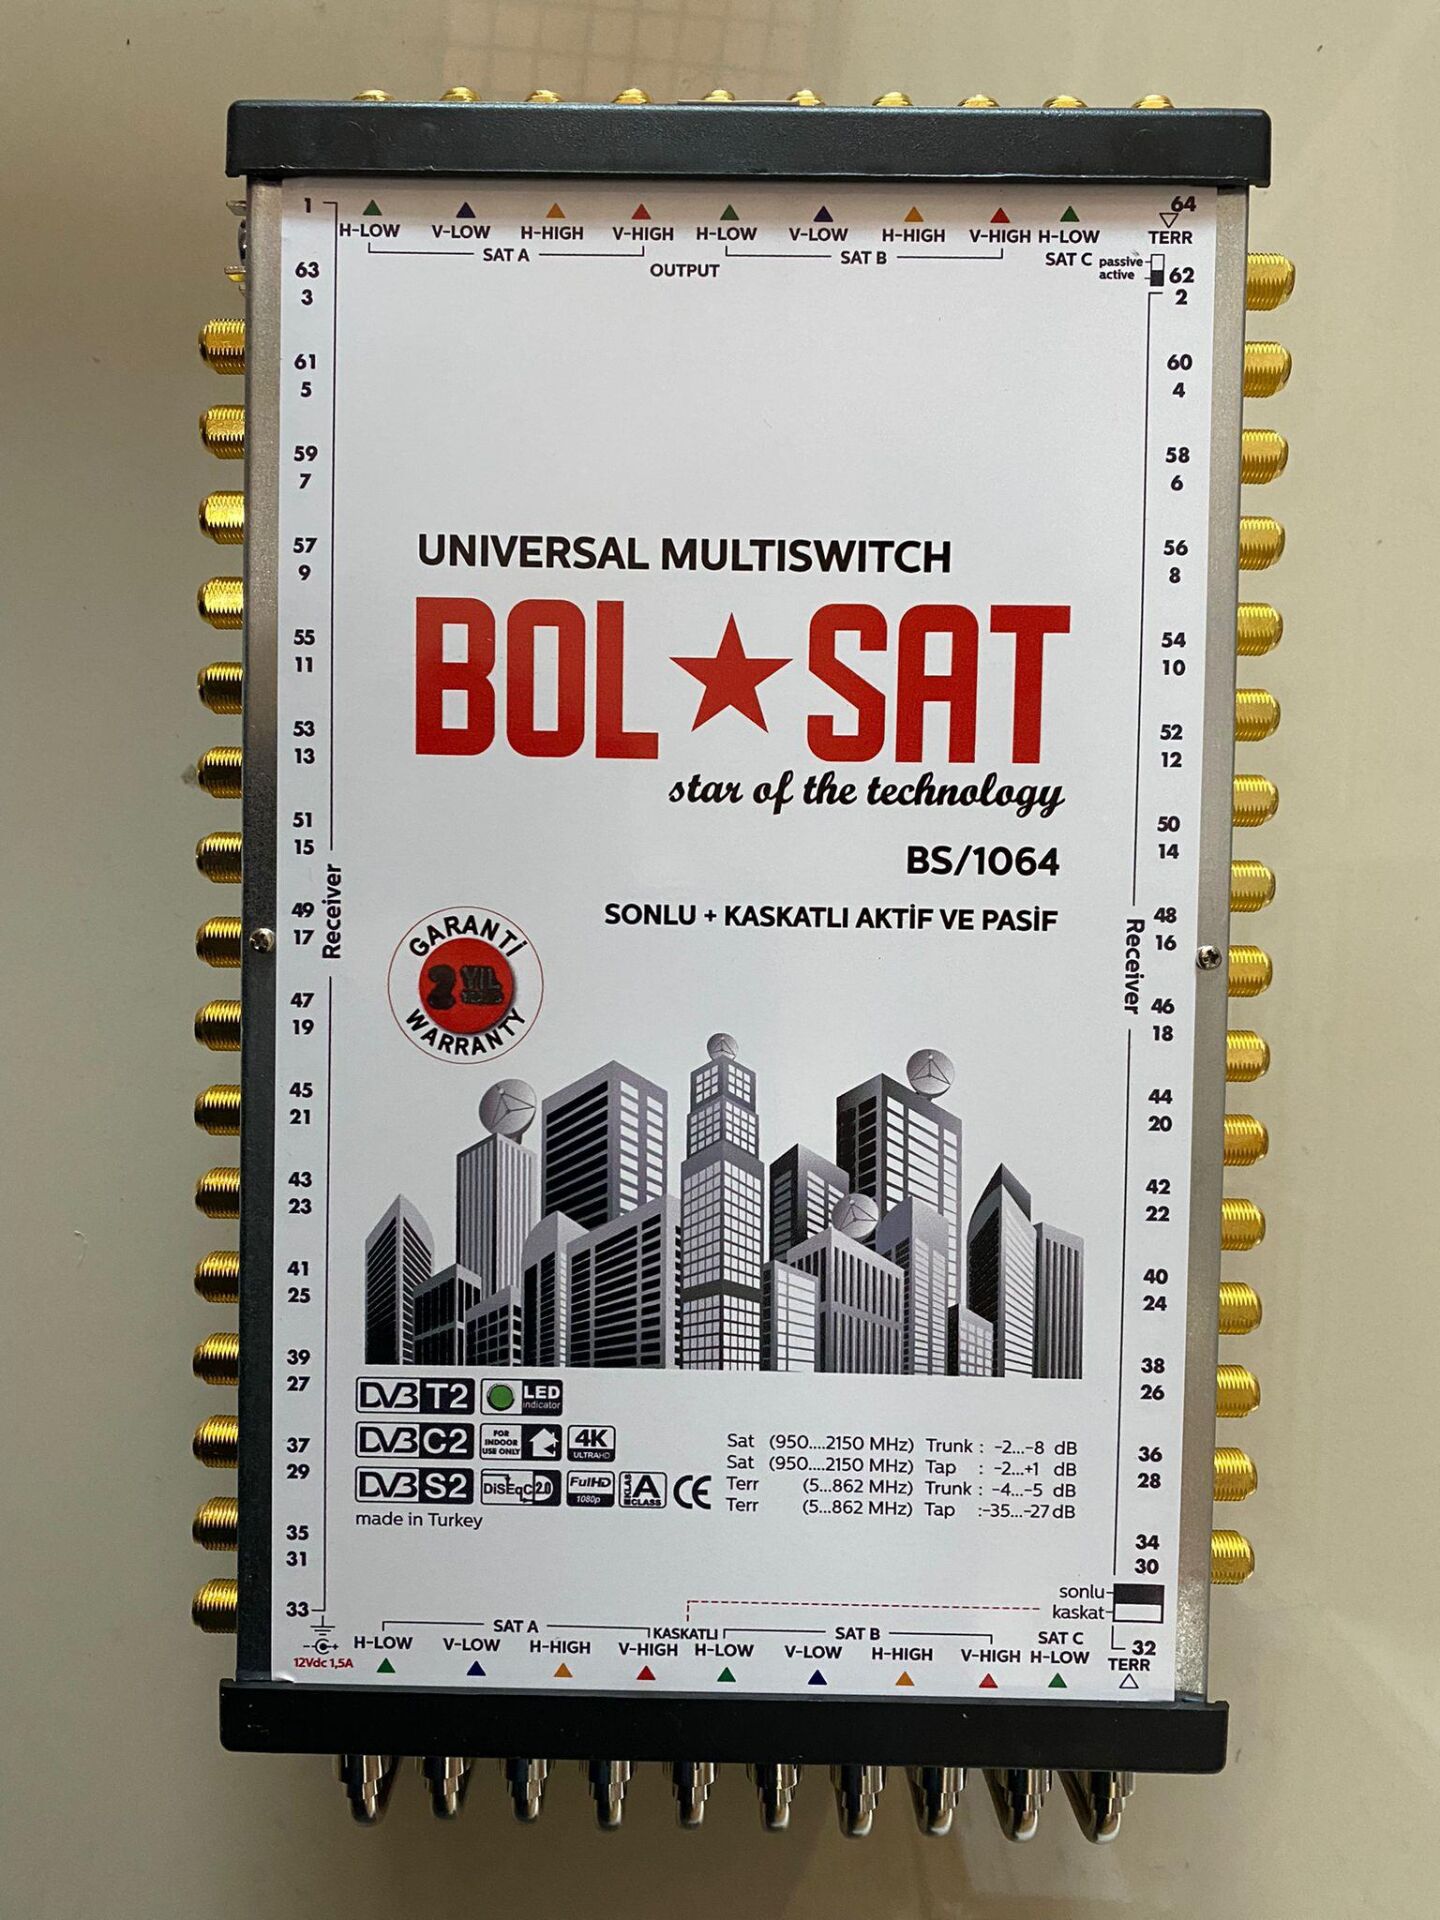 1 H-LOW V-LOW H-HIGH V-HIGH H-LOW V-LOW H-HIGH V-HIGH H-LOW 64 TERR
SAT A SAT B SAT C passive
OUTPUT active
63 62
3 2
61 60
5 4
59 58
7 6
57 56
9 8
55 54
11 10
53 52
13 12
51 50
15 14
49 48
17 16
47 46
19 18
45 44
21 20
43 42
23 22
41 40
25 24
39 38
27 26
37 36
29 28
35 34
31 30
33
Receiver
Receiver
UNIVERSAL MULTISWITCH
BOL SAT
star of the technology
BS/1064
SONLU + KASKATLI AKTİF VE PASİF
GARANTİ
2 YIL
WARRANTY
DVB T2 LED indicator
DVB C2 FOR INDOOR USE ONLY 4K ULTRAHD
DVB S2 DiSEqC 2.0 FullHD 1080p KLAS A CLASS CE
made in Turkey
Sat (950....2150 MHz) Trunk : -2...-8 dB
Sat (950....2150 MHz) Tap : -2...+1 dB
Terr (5...862 MHz) Trunk : -4...-5 dB
Terr (5...862 MHz) Tap :-35...-27 dB
sonlu
kaskat
SAT A KASKATLI SAT B SAT C 32
H-LOW V-LOW H-HIGH V-HIGH H-LOW V-LOW H-HIGH V-HIGH H-LOW TERR
12Vdc 1,5A